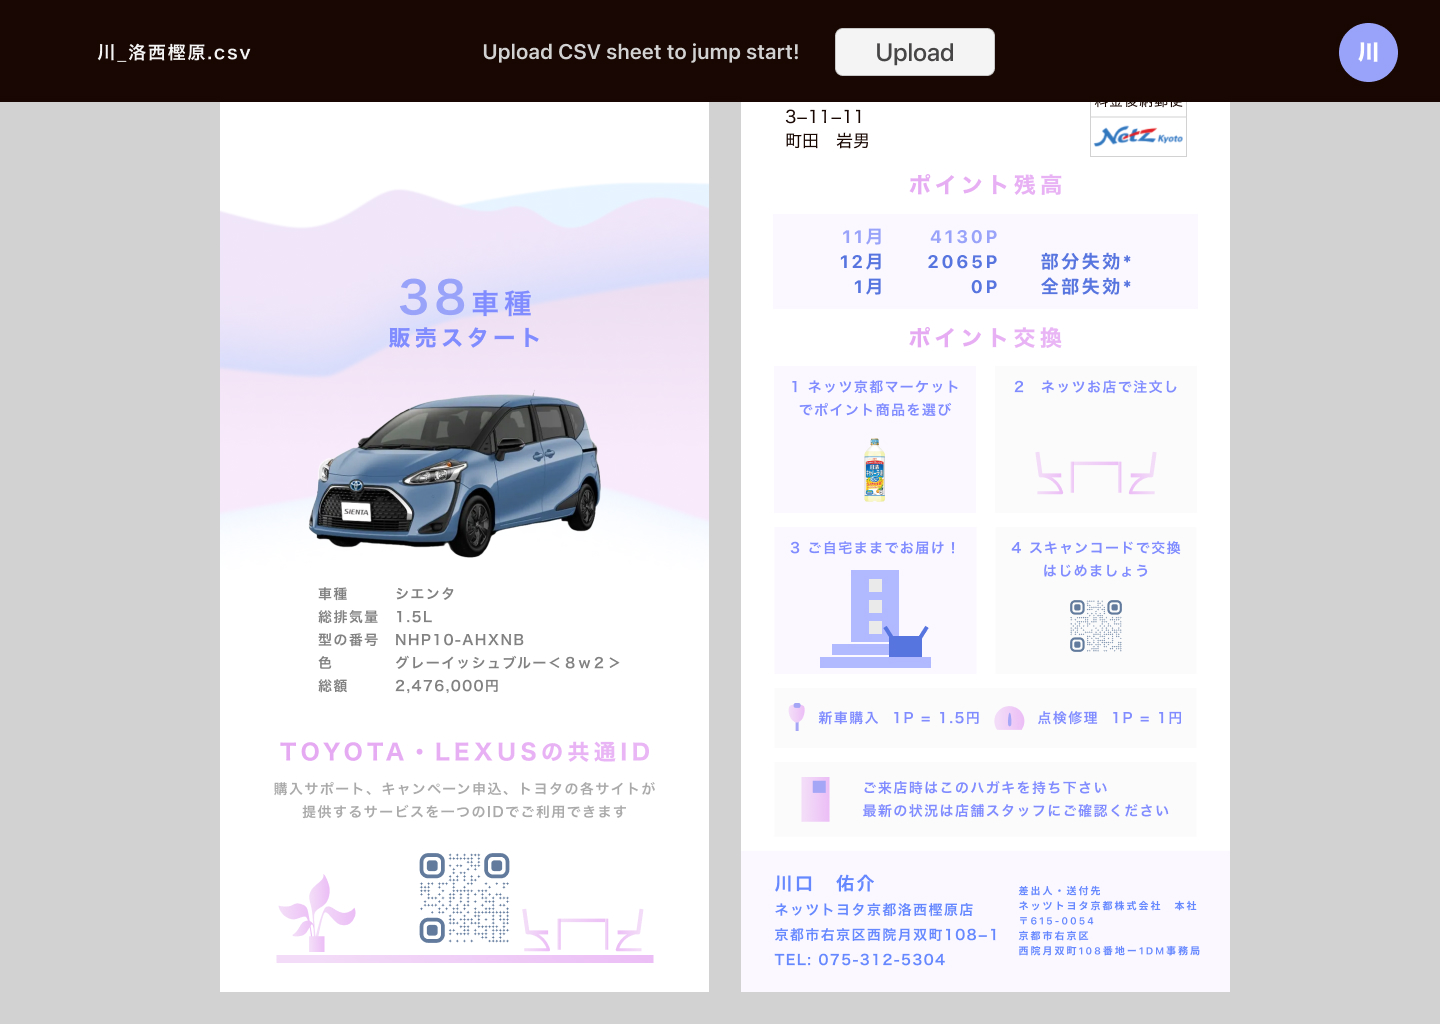 川_洛西樫原.csv
Upload CSV sheet to jump start!
Upload
川
38車種
販売スタート
SIENTA
車種 シエンタ
総排気量 1.5L
型の番号 NHP10-AHXNB
色 グレーイッシュブルー<８ｗ２>
総額 2,476,000円
TOYOTA・LEXUSの共通ID
購入サポート、キャンペーン申込、トヨタの各サイトが
提供するサービスを一つのIDでご利用できます
料金後納郵便
3−11−11
町田　岩男
Netz Kyoto
ポイント残高
11月 4130P
12月 2065P 部分失効*
1月 0P 全部失効*
ポイント交換
1 ネッツ京都マーケット
でポイント商品を選び
2　ネッツお店で注文し
3 ご自宅ままでお届け！
4 スキャンコードで交換
はじめましょう
新車購入 1P = 1.5円
点検修理 1P = 1円
ご来店時はこのハガキを持ち下さい
最新の状況は店舗スタッフにご確認ください
川口　佑介
ネッツトヨタ京都洛西樫原店
京都市右京区西院月双町108−1
TEL: 075-312-5304
差出人・送付先
ネッツトヨタ京都株式会社　本社
〒615-0054
京都市右京区
西院月双町108番地ー1DM事務局